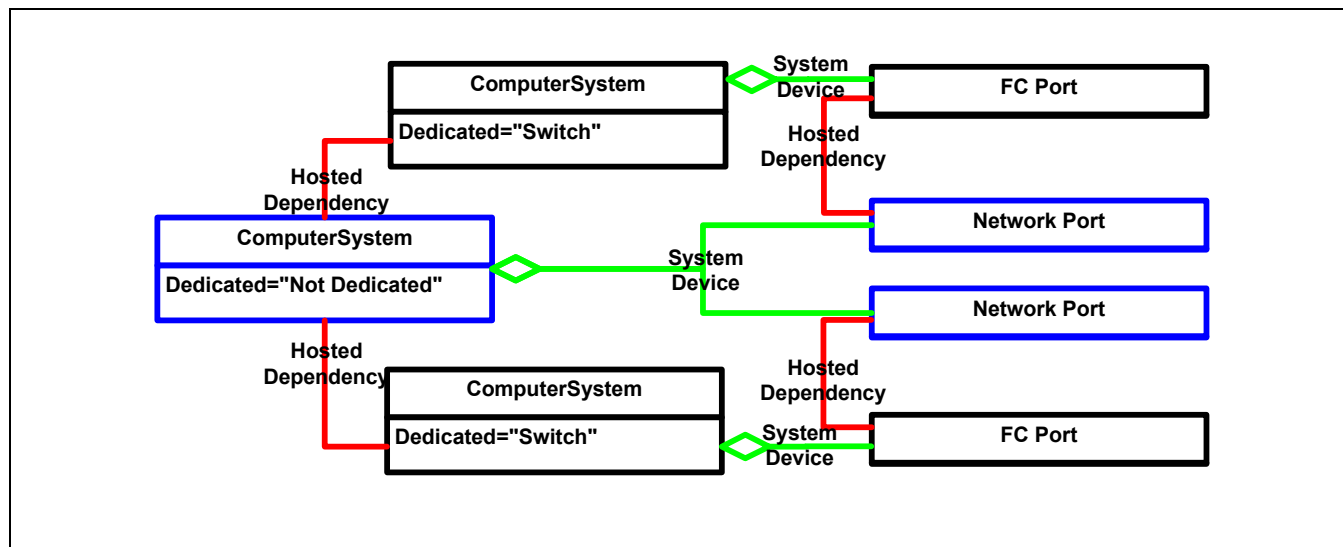 ComputerSystem
Dedicated="Switch"
System
Device
FC Port
Hosted
Dependency
Hosted
Dependency
ComputerSystem
Dedicated="Not Dedicated"
System
Device
Network Port
Network Port
Hosted
Dependency
Hosted
Dependency
ComputerSystem
Dedicated="Switch"
System
Device
FC Port